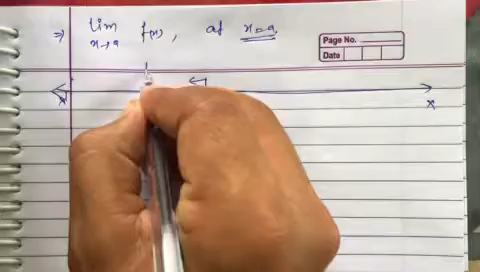 ⇒ lim f(x), at x=a.
x→a
Page No.
Date
x x